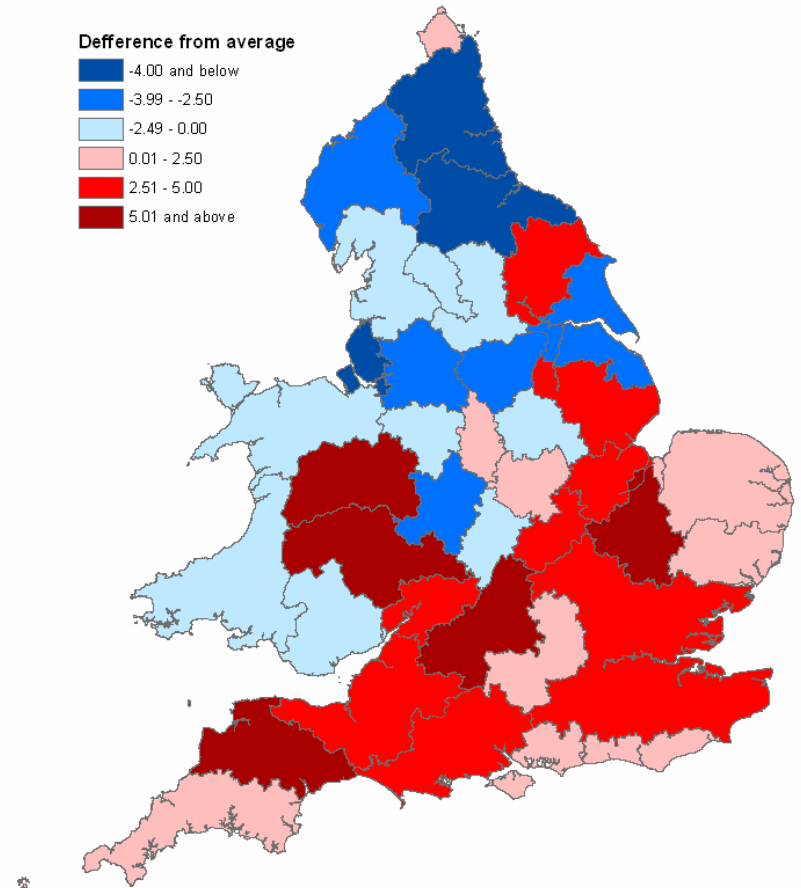 Defference from average
-4.00 and below
-3.99 - -2.50
-2.49 - 0.00
0.01 - 2.50
2.51 - 5.00
5.01 and above